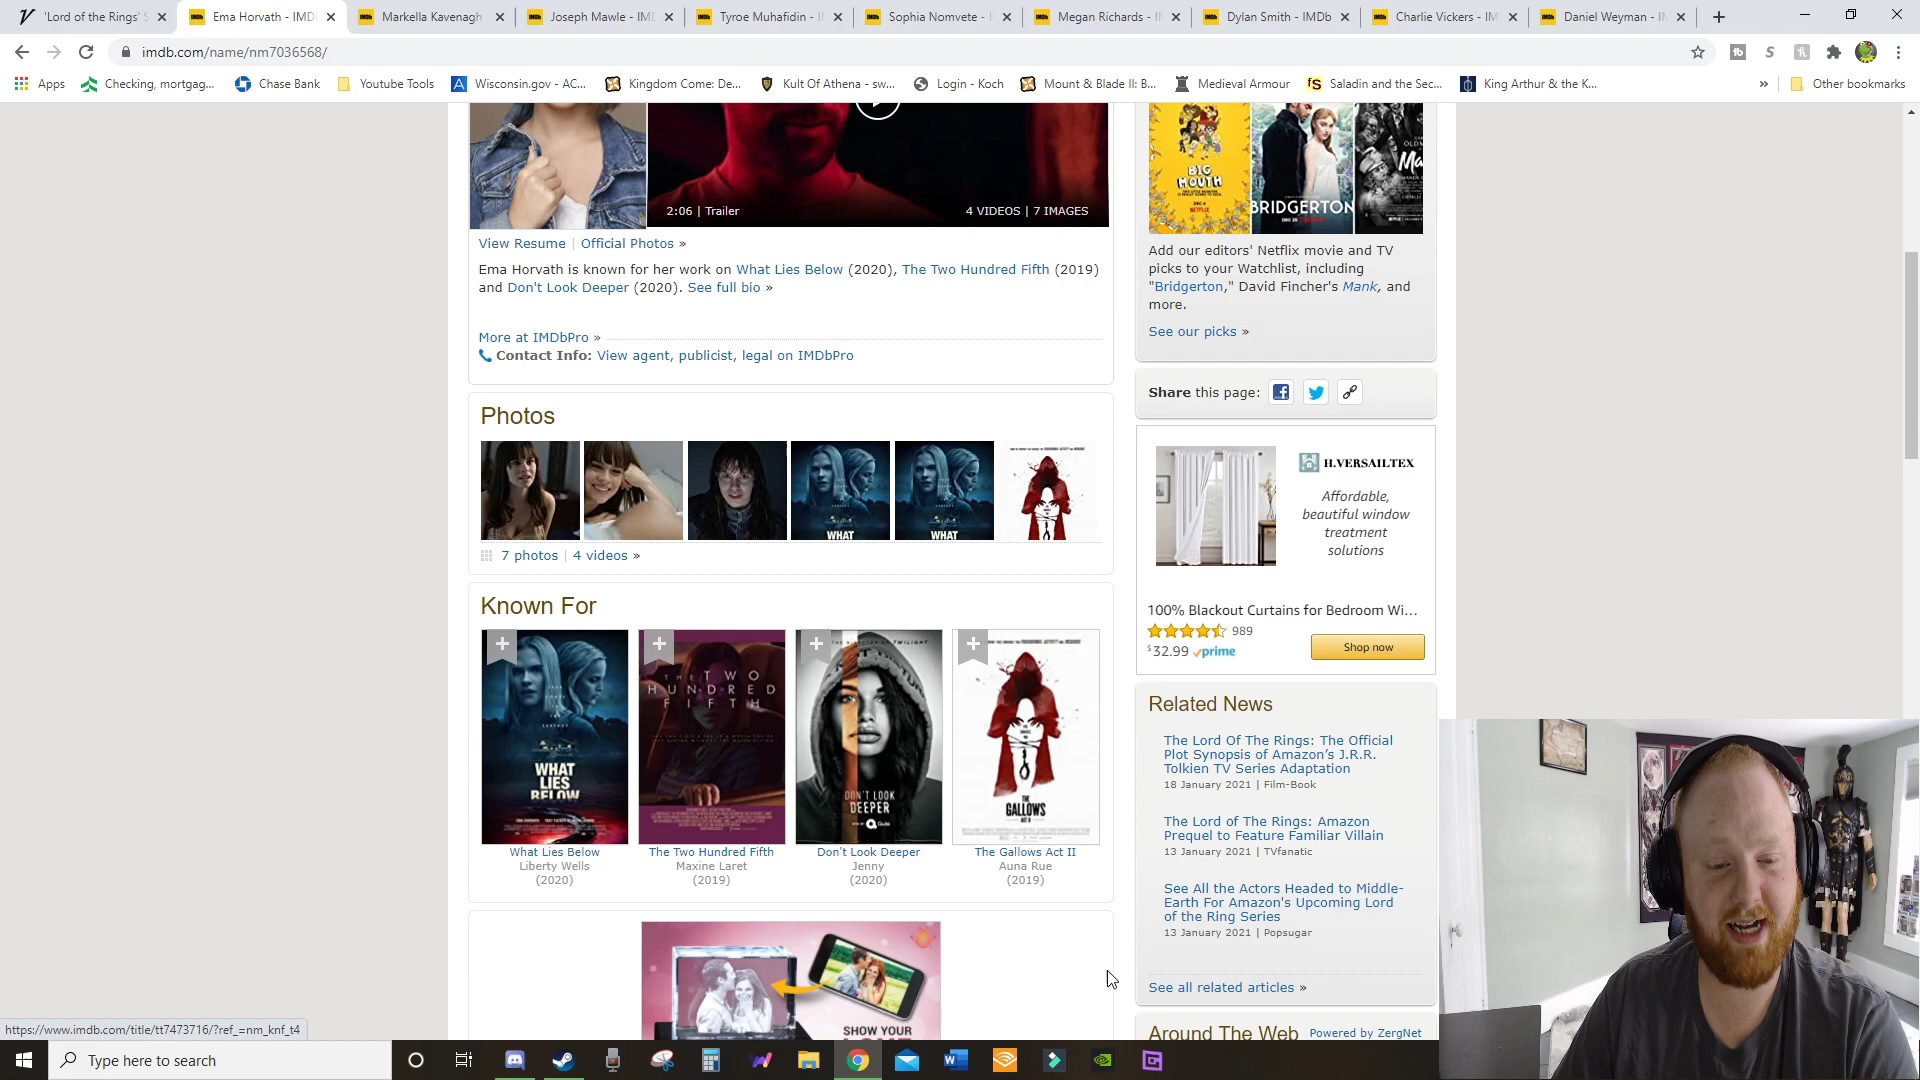 'Lord of the Rings'
Ema Horvath - IMD
Markella Kavenagh
Joseph Mawle - IM
Tyroe Muhafidin - I
Sophia Nomvete -
Megan Richards - I
Dylan Smith - IMDb
Charlie Vickers - IM
Daniel Weyman - I
imdb.com/name/nm7036568/
Apps
Checking, mortgag...
Chase Bank
Youtube Tools
Wisconsin.gov - AC...
Kingdom Come: De...
Kult Of Athena - sw...
Login - Koch
Mount & Blade II: B...
Medieval Armour
Saladin and the Sec...
King Arthur & the K...
»
Other bookmarks
2:06 | Trailer
4 VIDEOS | 7 IMAGES
View Resume | Official Photos »
Ema Horvath is known for her work on What Lies Below (2020), The Two Hundred Fifth (2019)
and Don't Look Deeper (2020). See full bio »
More at IMDbPro »
Contact Info: View agent, publicist, legal on IMDbPro
Photos
WHAT
WHAT
7 photos | 4 videos »
Known For
WHAT
LIES
BELOW
THE TWO
HUNDRED
FIFTH
DON'T LOOK
DEEPER
Quibi
THE
GALLOWS
ACT II
What Lies Below
Liberty Wells
(2020)
The Two Hundred Fifth
Maxine Laret
(2019)
Don't Look Deeper
Jenny
(2020)
The Gallows Act II
Auna Rue
(2019)
SHOW YOUR
BIG
MOUTH
DEC 4
NETFLIX
BRIDGERTON
DEC 25
Add our editors' Netflix movie and TV
picks to your Watchlist, including
"Bridgerton," David Fincher's Mank, and
more.
See our picks »
Share this page:
H.VERSAILTEX
Affordable,
beautiful window
treatment
solutions
100% Blackout Curtains for Bedroom Wi...
989
$32.99 prime
Shop now
Related News
The Lord Of The Rings: The Official
Plot Synopsis of Amazon's J.R.R.
Tolkien TV Series Adaptation
18 January 2021 | Film-Book
The Lord of The Rings: Amazon
Prequel to Feature Familiar Villain
13 January 2021 | TVfanatic
See All the Actors Headed to Middle-
Earth For Amazon's Upcoming Lord
of the Ring Series
13 January 2021 | Popsugar
See all related articles »
Around The Web
Powered by ZergNet
https://www.imdb.com/title/tt7473716/?ref_=nm_knf_t4
Type here to search